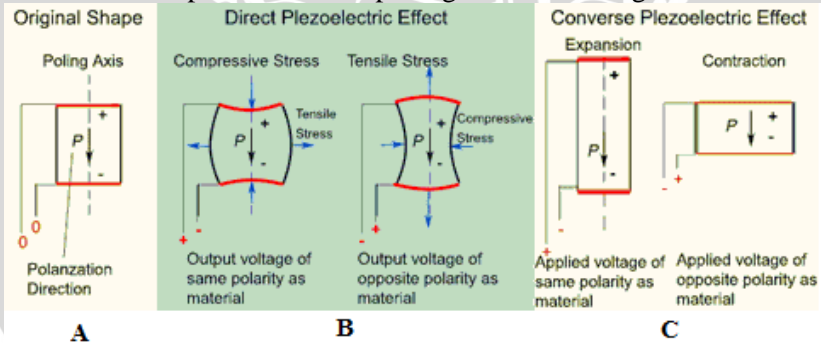 Original Shape
Direct Plezoelectric Effect
Converse Plezoelectric Effect
Poling Axis
Compressive Stress
Tensile Stress
Expansion
Contraction
+
P
-
0
0
Polanzation
Direction
Tensile
Stress
+
P
-
+
-
Output voltage of
same polarity as
material
Compressive
Stress
+
P
-
-
+
Output voltage of
opposite polarity as
material
+
P
-
-
+
Applied voltage of
same polarity as
material
P
+
-
-
+
Applied voltage of
opposite polarity as
material
A
B
C